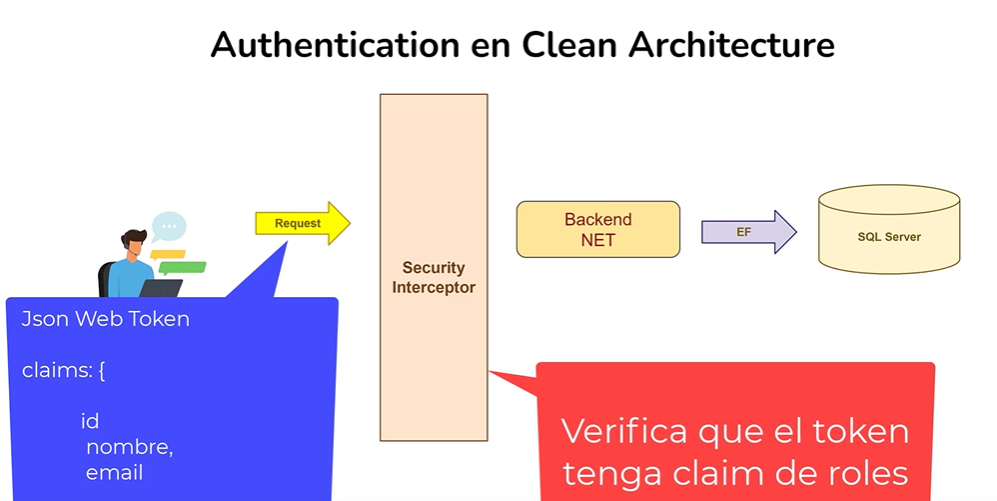 Authentication en Clean Architecture
Request
Security
Interceptor
Backend
NET
EF
SQL Server
Json Web Token
claims: {
id
nombre,
email
Verifica que el token
tenga claim de roles